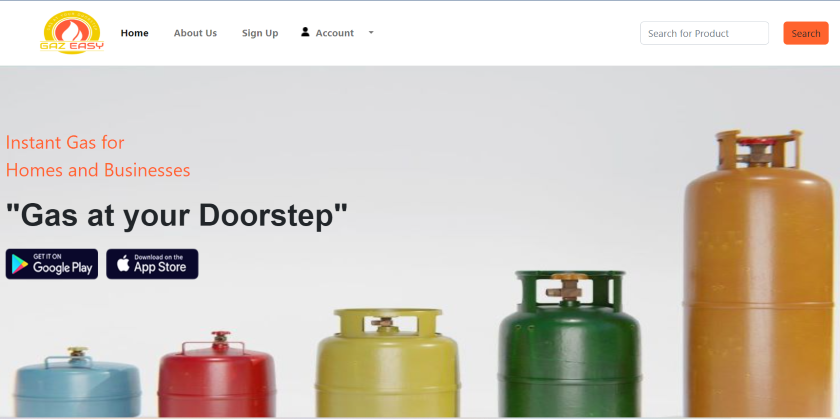 GAZ EASY
Home
About Us
Sign Up
Account
Search for Product
Search
Instant Gas for
Homes and Businesses
"Gas at your Doorstep"
GET IT ON
Google Play
Download on the
App Store